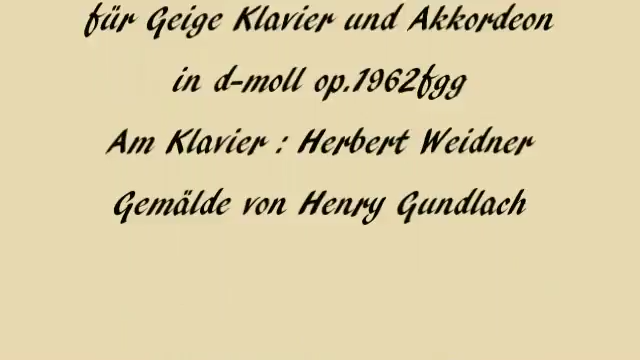 für Geige Klavier und Akkordeon
in d-moll op.1962fgg
Am Klavier : Herbert Weidner
Gemälde von Henry Gundlach